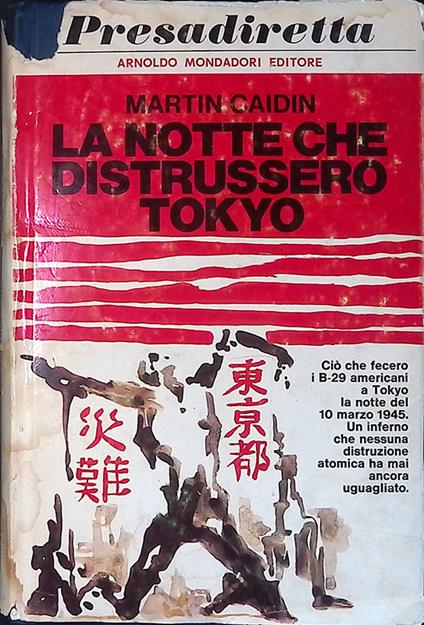 Presadiretta
ARNOLDO MONDADORI EDITORE
MARTIN CAIDIN
LA NOTTE CHE
DISTRUSSERO
TOKYO
Ciò che fecero
i B-29 americani
a Tokyo
la notte del
10 marzo 1945.
Un inferno
che nessuna
distruzione
atomica ha mai
ancora
uguagliato.
東京都
災難